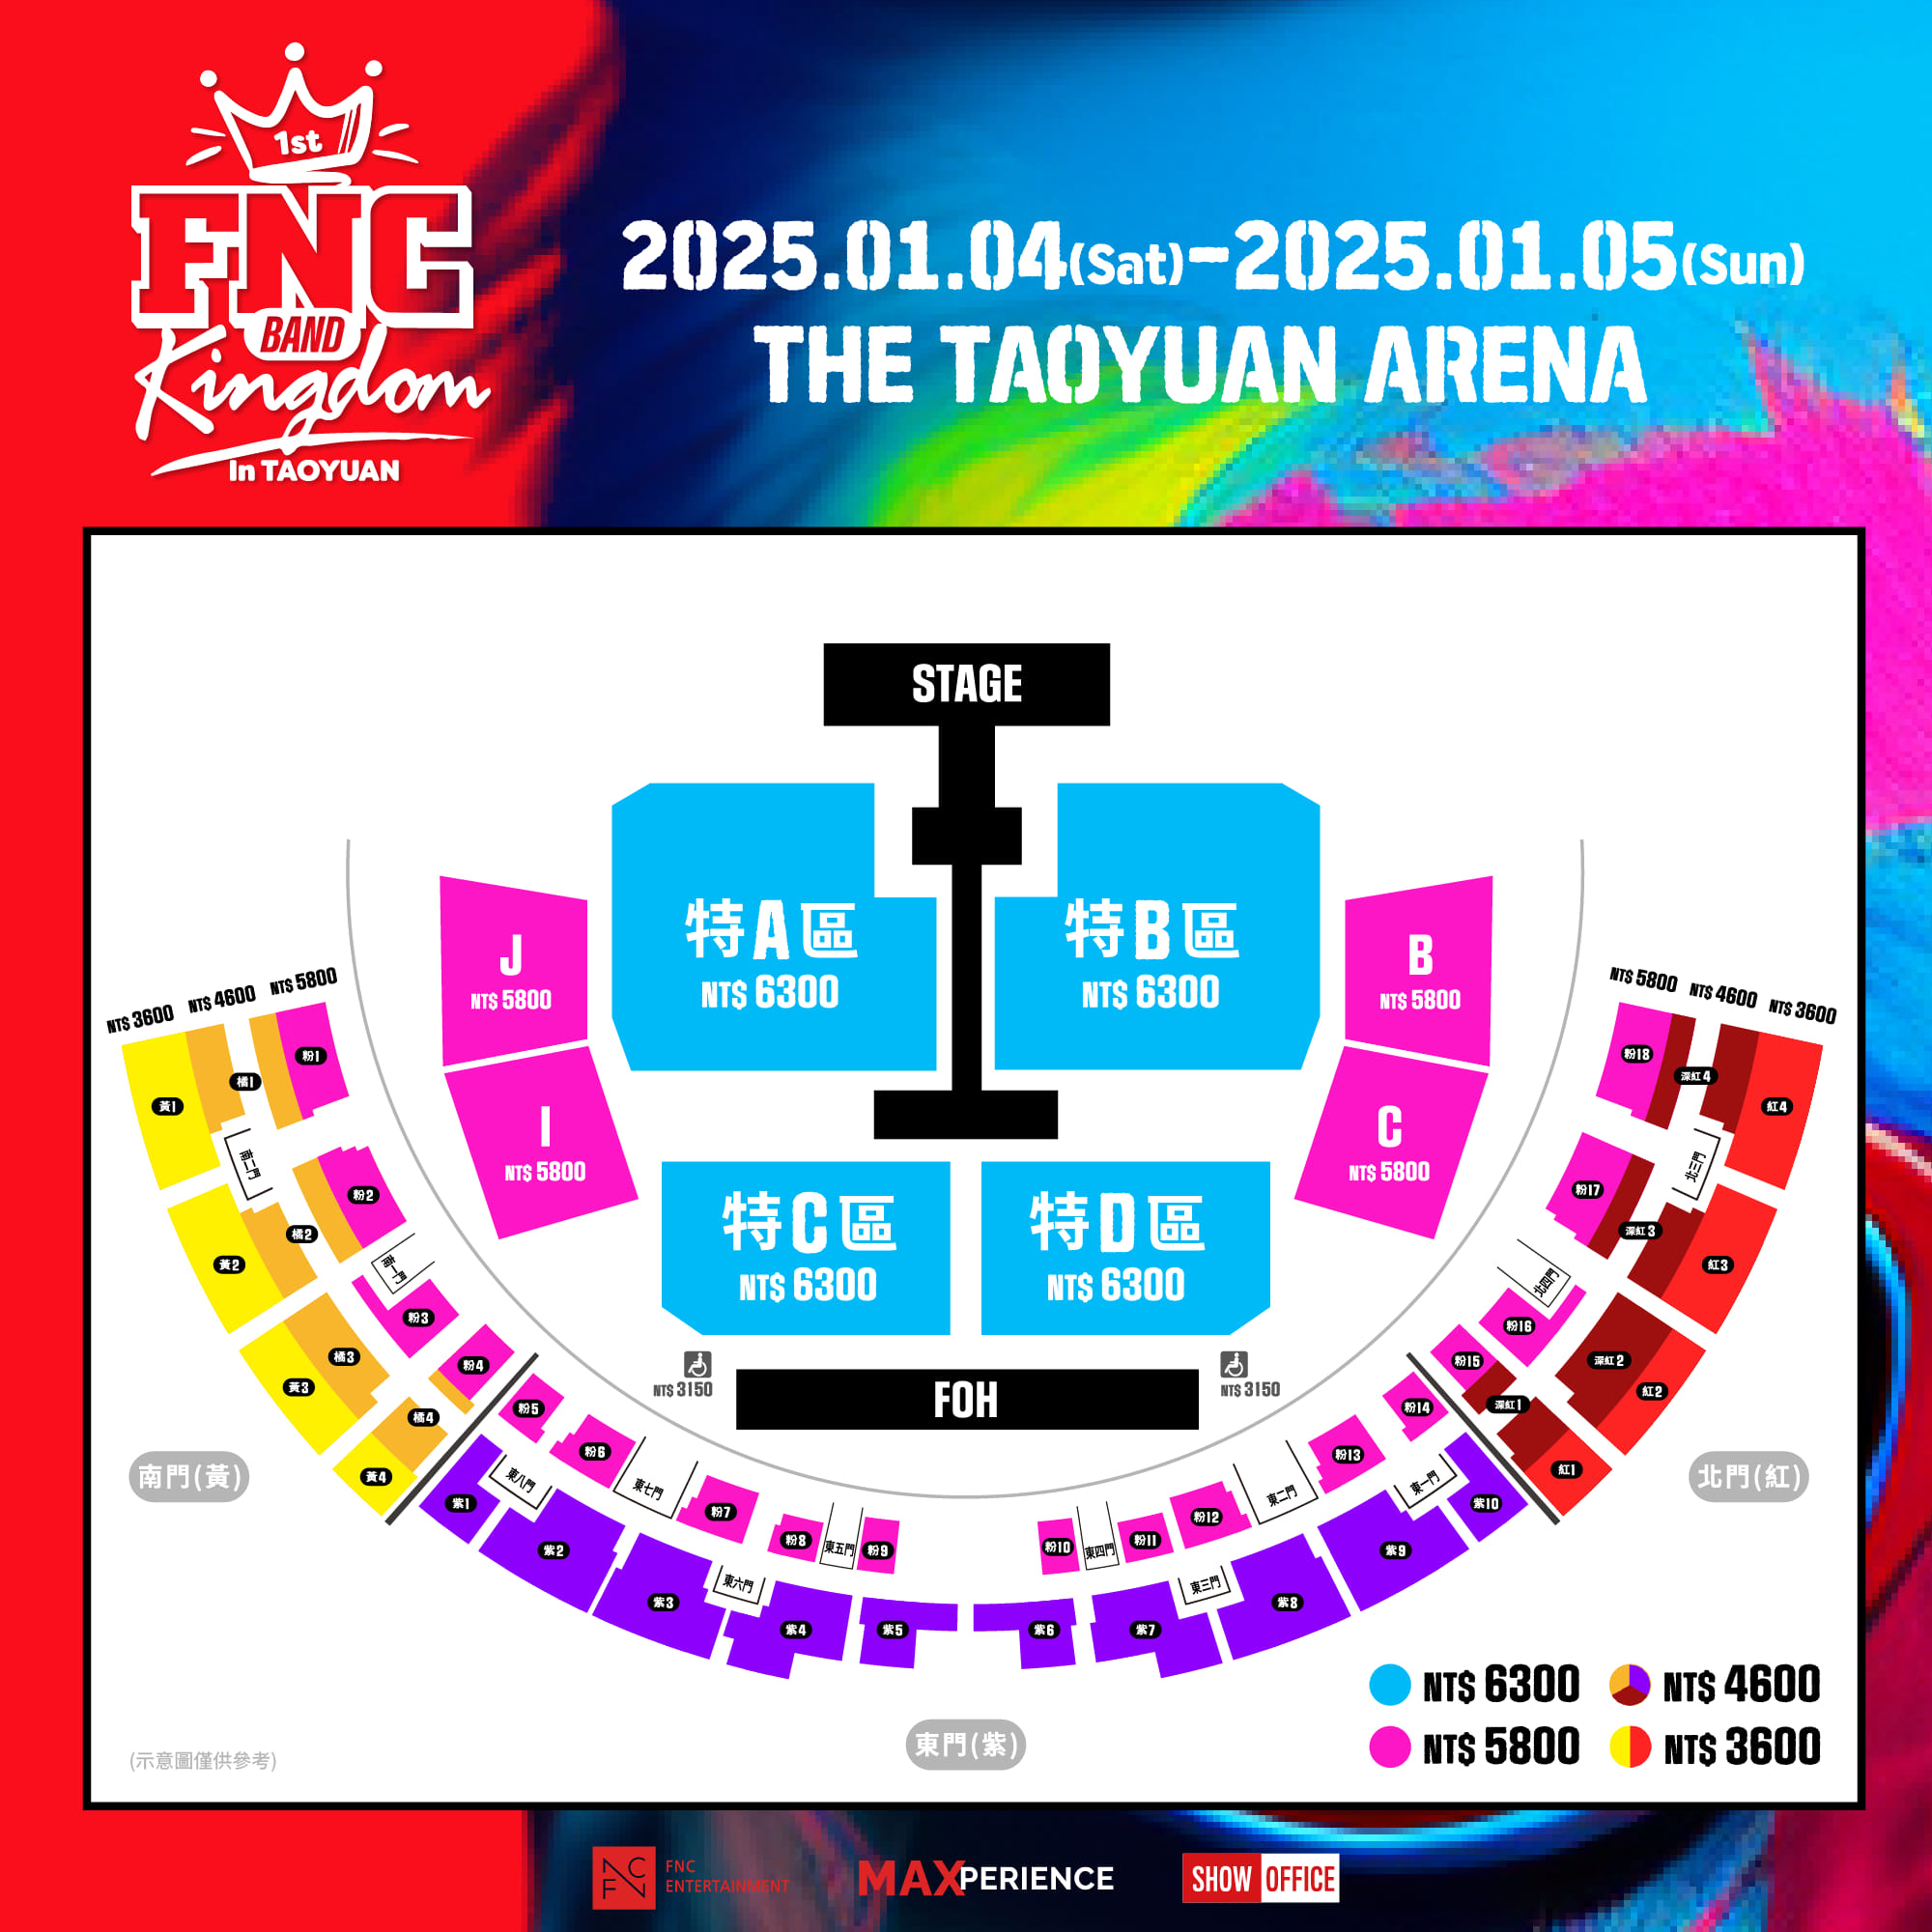 1st
FNC
BAND
Kingdom
In TAOYUAN
2025.01.04(Sat)-2025.01.05(Sun)
THE TAOYUAN ARENA
STAGE
特A區
NT$ 6300
特B區
NT$ 6300
J
NT$ 5800
B
NT$ 5800
I
NT$ 5800
C
NT$ 5800
特C區
NT$ 6300
特D區
NT$ 6300
NT$ 3150
FOH
NT$ 3150
NT$ 3600 NT$ 4600 NT$ 5800
NT$ 5800 NT$ 4600 NT$ 3600
黃1
橘1
粉1
南二門
黃2
橘2
粉2
南一門
黃3
橘3
粉3
黃4
橘4
粉4
粉18
深紅4
紅4
北三門
粉17
深紅3
紅3
北四門
粉16
深紅2
紅2
粉15
深紅1
紅1
粉5
粉6
東七門
粉7
粉8
東五門
粉9
粉10
東四門
粉11
粉12
東二門
粉13
粉14
紫1
東八門
紫2
紫3
東六門
紫4
紫5
紫6
紫7
東三門
紫8
紫9
東一門
紫10
南門(黃)
北門(紅)
東門(紫)
(示意圖僅供參考)
NT$ 6300
NT$ 4600
NT$ 5800
NT$ 3600
FNC
ENTERTAINMENT
MAXPERIENCE
SHOW OFFICE